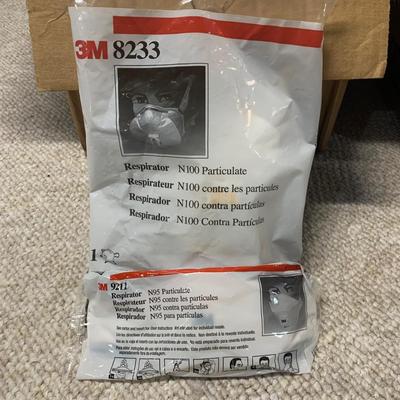 3M 8233
Respirator N100 Particulate
Respirateur N100 contre les particules
Respirador N100 contra partículas
Respirador N100 Contra Partículas
1
3M 9211
Respirator N95 Particulate
Respirateur N95 contre les particules
Respirador N95 contra partículas
Respirador N95 para partículas